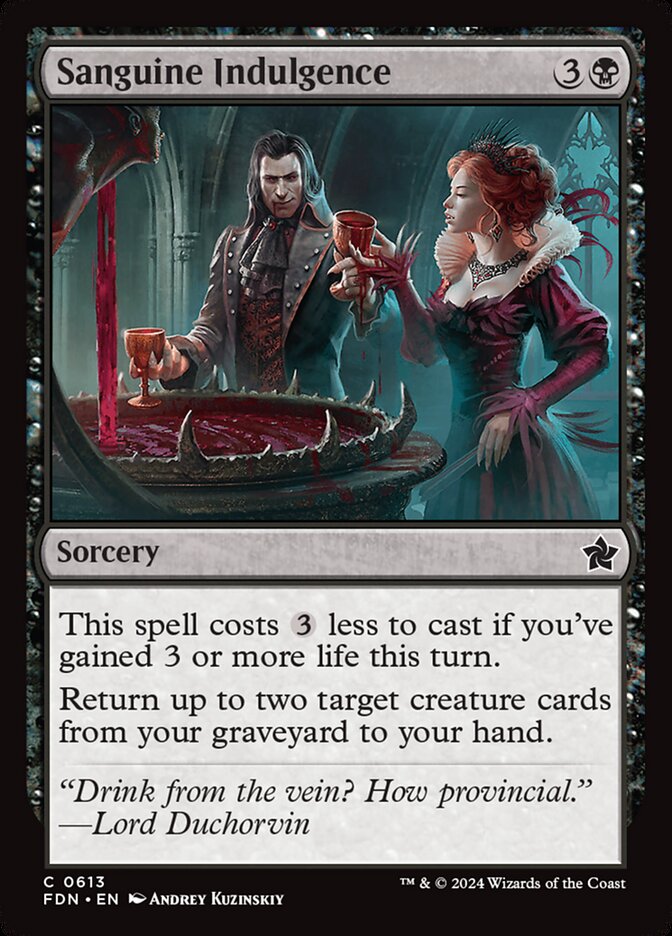 Sanguine Indulgence 3
Sorcery
This spell costs 3 less to cast if you've
gained 3 or more life this turn.
Return up to two target creature cards
from your graveyard to your hand.
“Drink from the vein? How provincial.”
—Lord Duchorvin
C 0613
FDN • EN Andrey Kuzinskiy
™ & © 2024 Wizards of the Coast